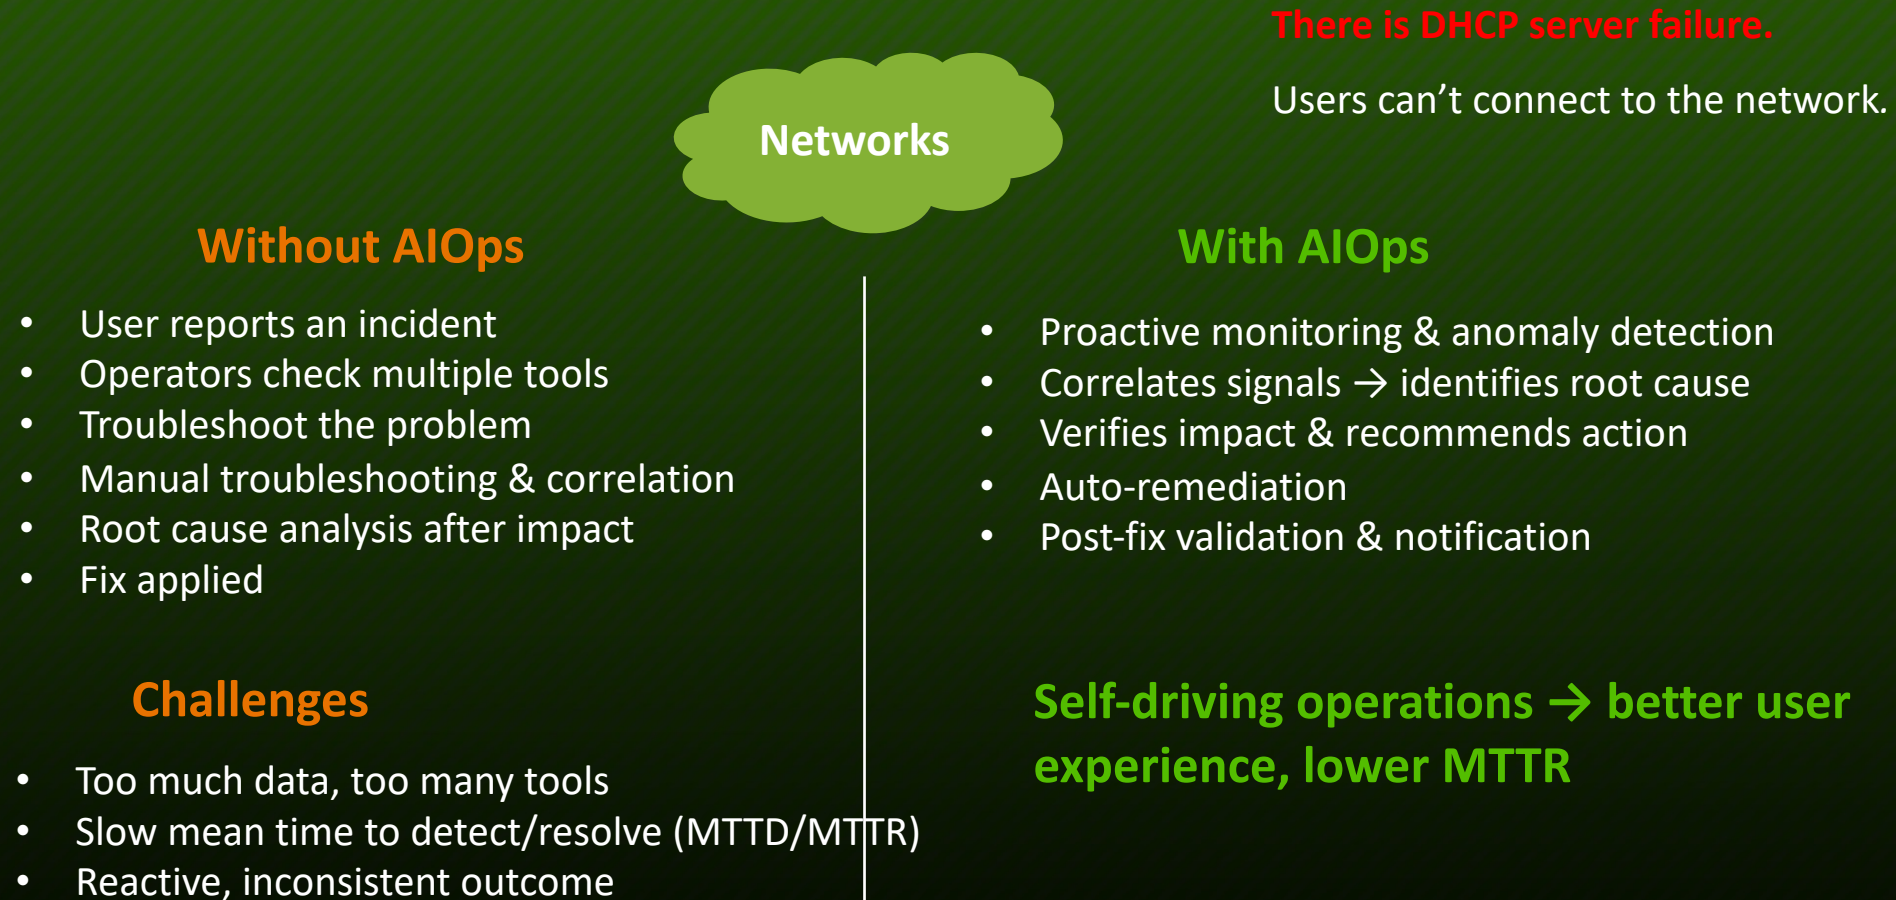 There is DHCP server failure.
Users can’t connect to the network.
Networks
Without AIOps
• User reports an incident
• Operators check multiple tools
• Troubleshoot the problem
• Manual troubleshooting & correlation
• Root cause analysis after impact
• Fix applied
Challenges
• Too much data, too many tools
• Slow mean time to detect/resolve (MTTD/MTTR)
• Reactive, inconsistent outcome
With AIOps
• Proactive monitoring & anomaly detection
• Correlates signals → identifies root cause
• Verifies impact & recommends action
• Auto-remediation
• Post-fix validation & notification
Self-driving operations → better user
experience, lower MTTR